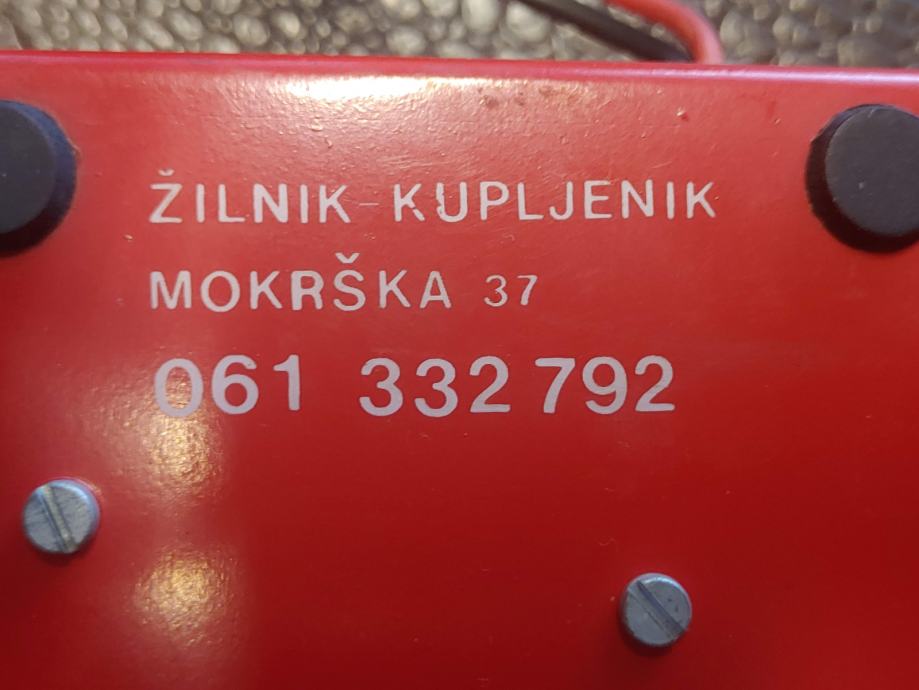 ŽILNIK-KUPLJENIK
MOKRŠKA 37
061 332 792